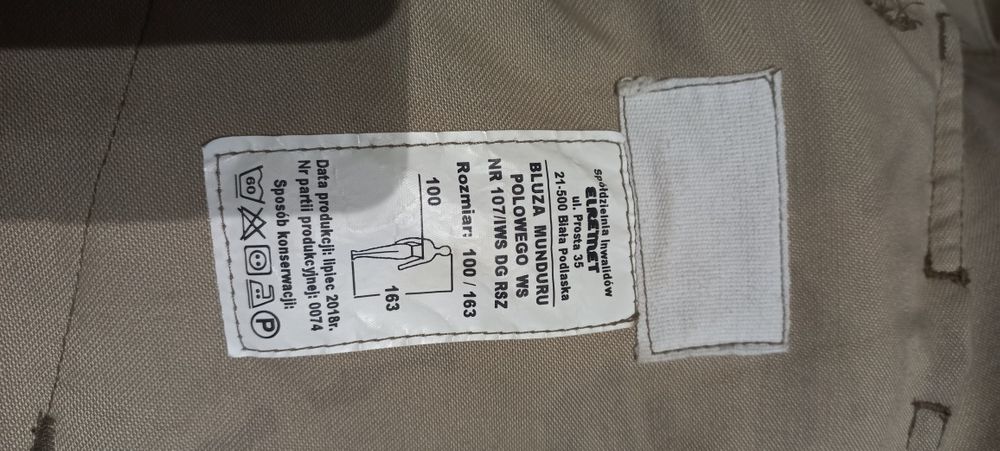 Spółdzielnia Inwalidów
ELREMET
ul. Prosta 35
21-500 Biała Podlaska
BLUZA MUNDURU
POLOWEGO WS
NR 107/IWS DG RSZ
Rozmiar: 100 / 163
100
163
Data produkcji: lipiec 2018r.
Nr partii produkcyjnej: 0074
Sposób konserwacji:
60 P